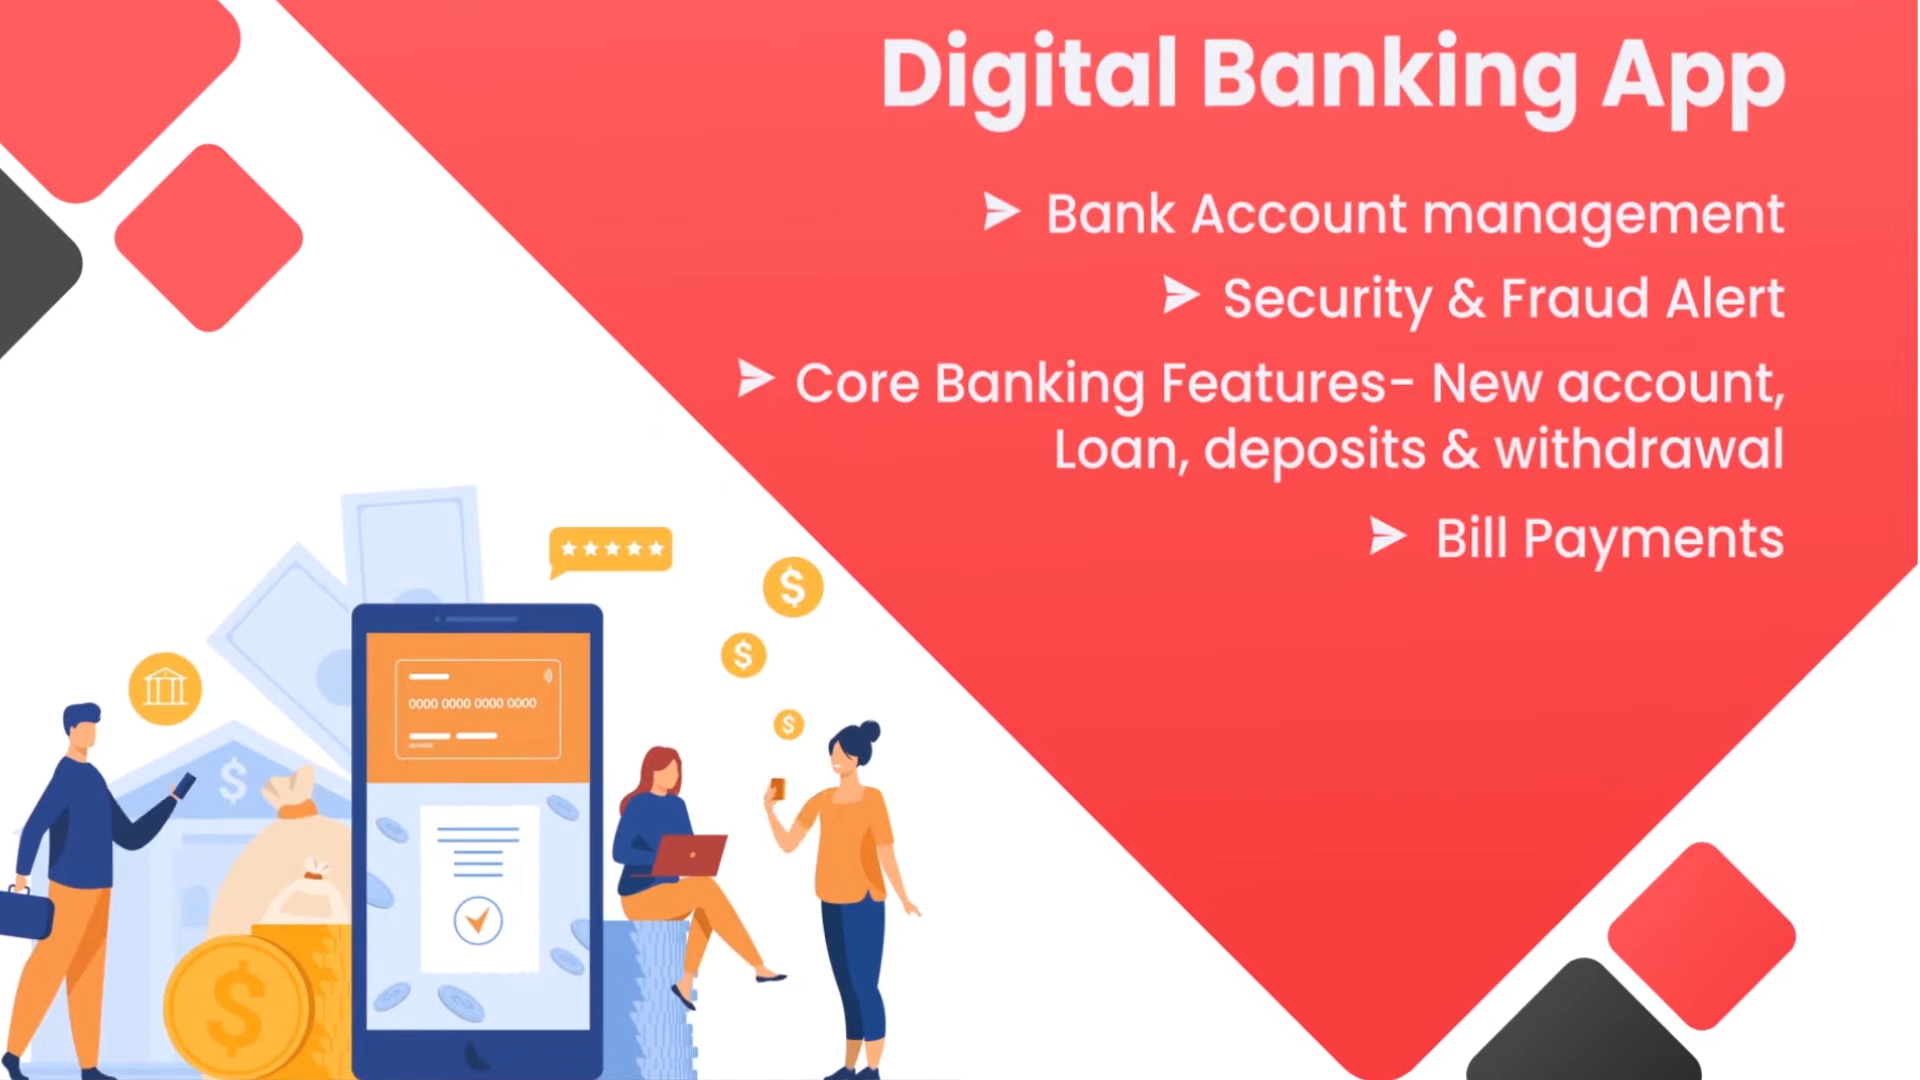 Digital Banking App
➤ Bank Account management
➤ Security & Fraud Alert
➤ Core Banking Features- New account,
Loan, deposits & withdrawal
➤ Bill Payments
$
$
$
$
0000 0000 0000 0000
$